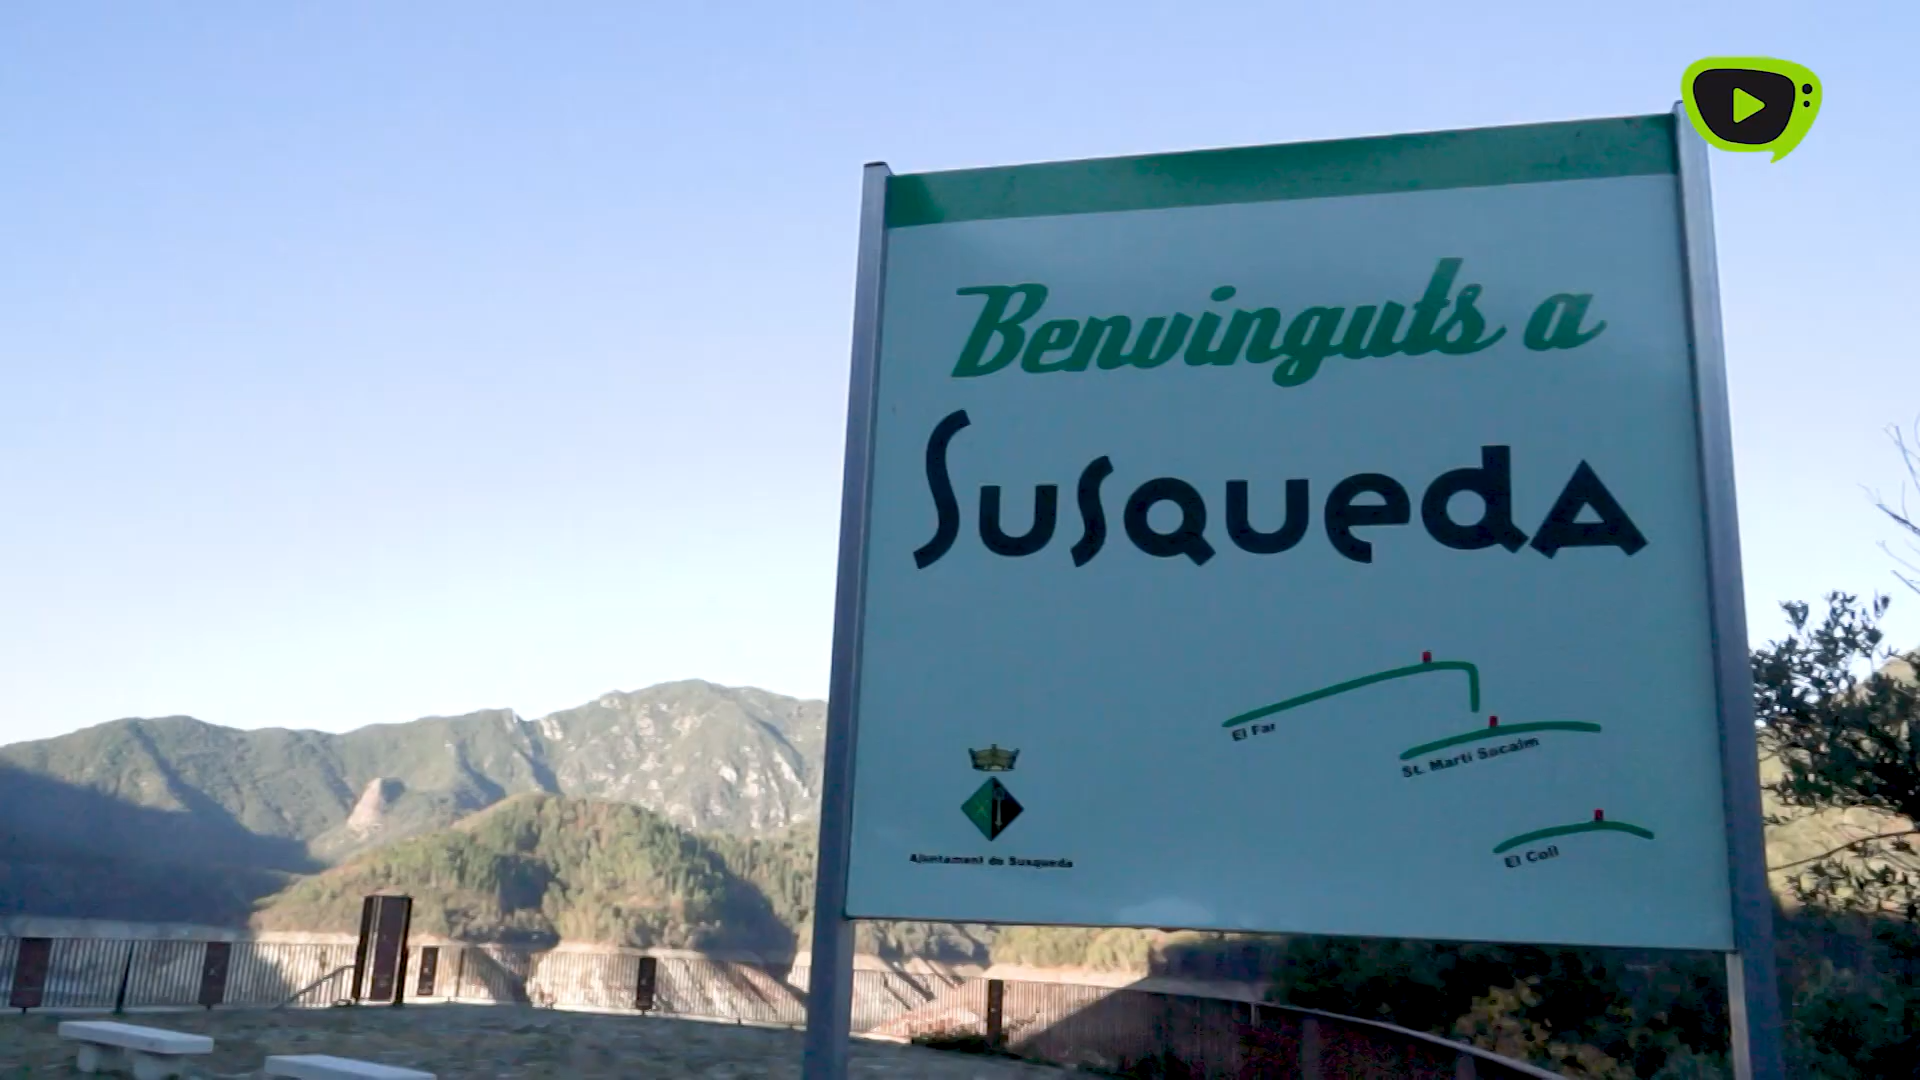 Benvinguts a
Susqueda
El Far
St. Martí Sacalm
El Coll
Ajuntament de Susqueda